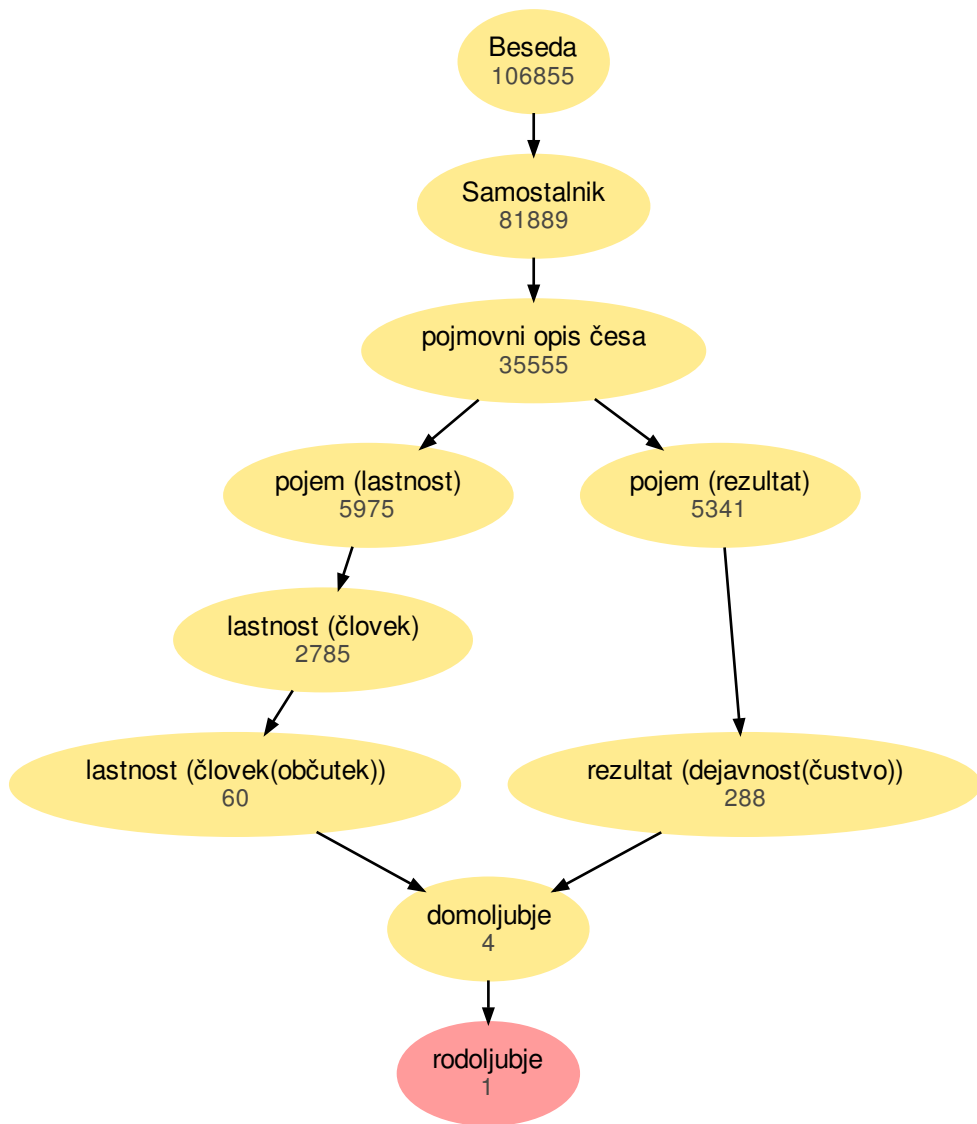 Beseda
106855
Samostalnik
81889
pojmovni opis česa
35555
pojem (lastnost)
5975
pojem (rezultat)
5341
lastnost (človek)
2785
lastnost (človek(občutek))
60
rezultat (dejavnost(čustvo))
288
domoljubje
4
rodoljubje
1